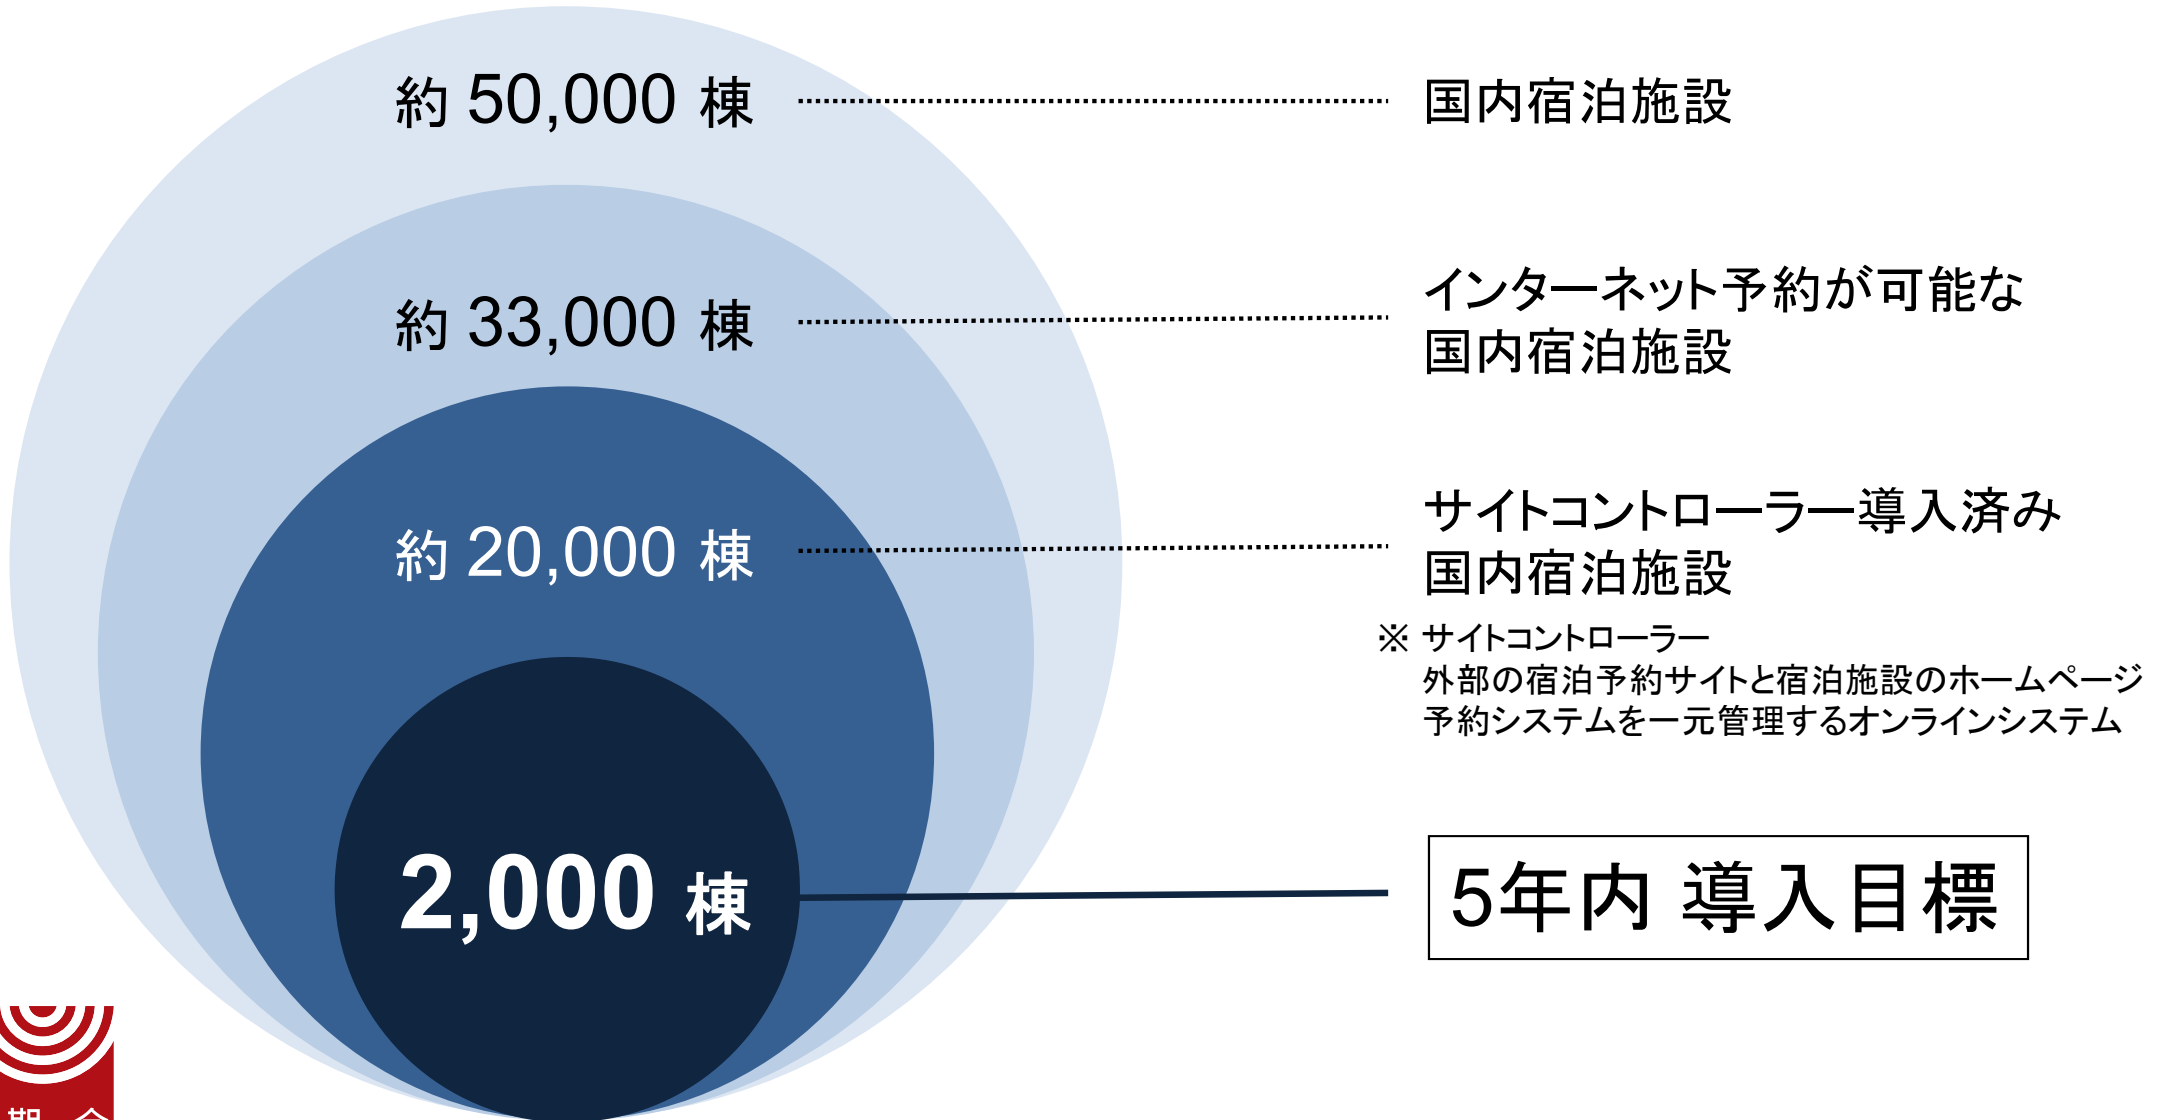 約 50,000 棟
国内宿泊施設
約 33,000 棟
インターネット予約が可能な
国内宿泊施設
約 20,000 棟
サイトコントローラー導入済み
国内宿泊施設
※ サイトコントローラー
外部の宿泊予約サイトと宿泊施設のホームページ
予約システムを一元管理するオンラインシステム
2,000 棟
5年内 導入目標